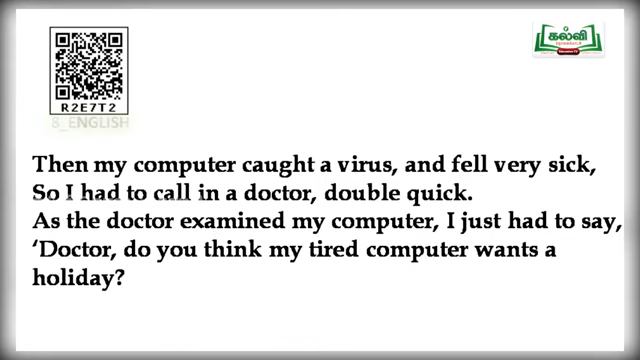 கல்வி
R2E7T2
8_ENGLISH
Then my computer caught a virus, and fell very sick,
So I had to call in a doctor, double quick.
As the doctor examined my computer, I just had to say,
‘Doctor, do you think my tired computer wants a
holiday?